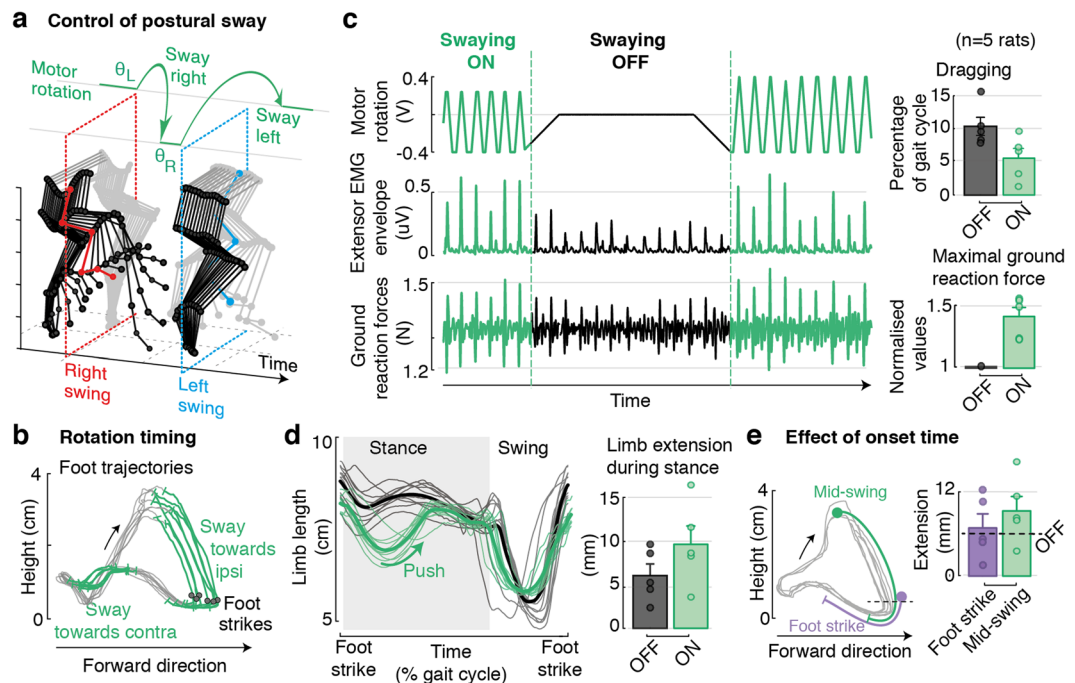 a Control of postural sway
Motor
rotation
θL
Sway
right
Sway
left
θR
Time
Right
swing
Left
swing
b Rotation timing
Foot trajectories
Height (cm)
4
0
Sway
towards
ipsi
Sway
towards contra
Foot
strikes
Forward direction
c
Swaying
ON
Swaying
OFF
Motor
rotation
(V)
0.4
-0.4
Extensor EMG
envelope
(uV)
0.5
0
Ground
reaction forces
(N)
1.5
1.2
Time
(n=5 rats)
Dragging
Percentage
of gait cycle
15
10
5
0
OFF
ON
Maximal ground
reaction force
Normalised
values
1.5
1
OFF
ON
d
Limb length
(cm)
10
5
Stance
Swing
Push
Foot
strike
Time
(% gait cycle)
Foot
strike
Limb extension
during stance
(mm)
15
10
5
0
OFF
ON
e Effect of onset time
Height (cm)
4
0
Mid-swing
Foot strike
Forward direction
Extension
(mm)
12
6
0
OFF
Foot strike
Mid-swing